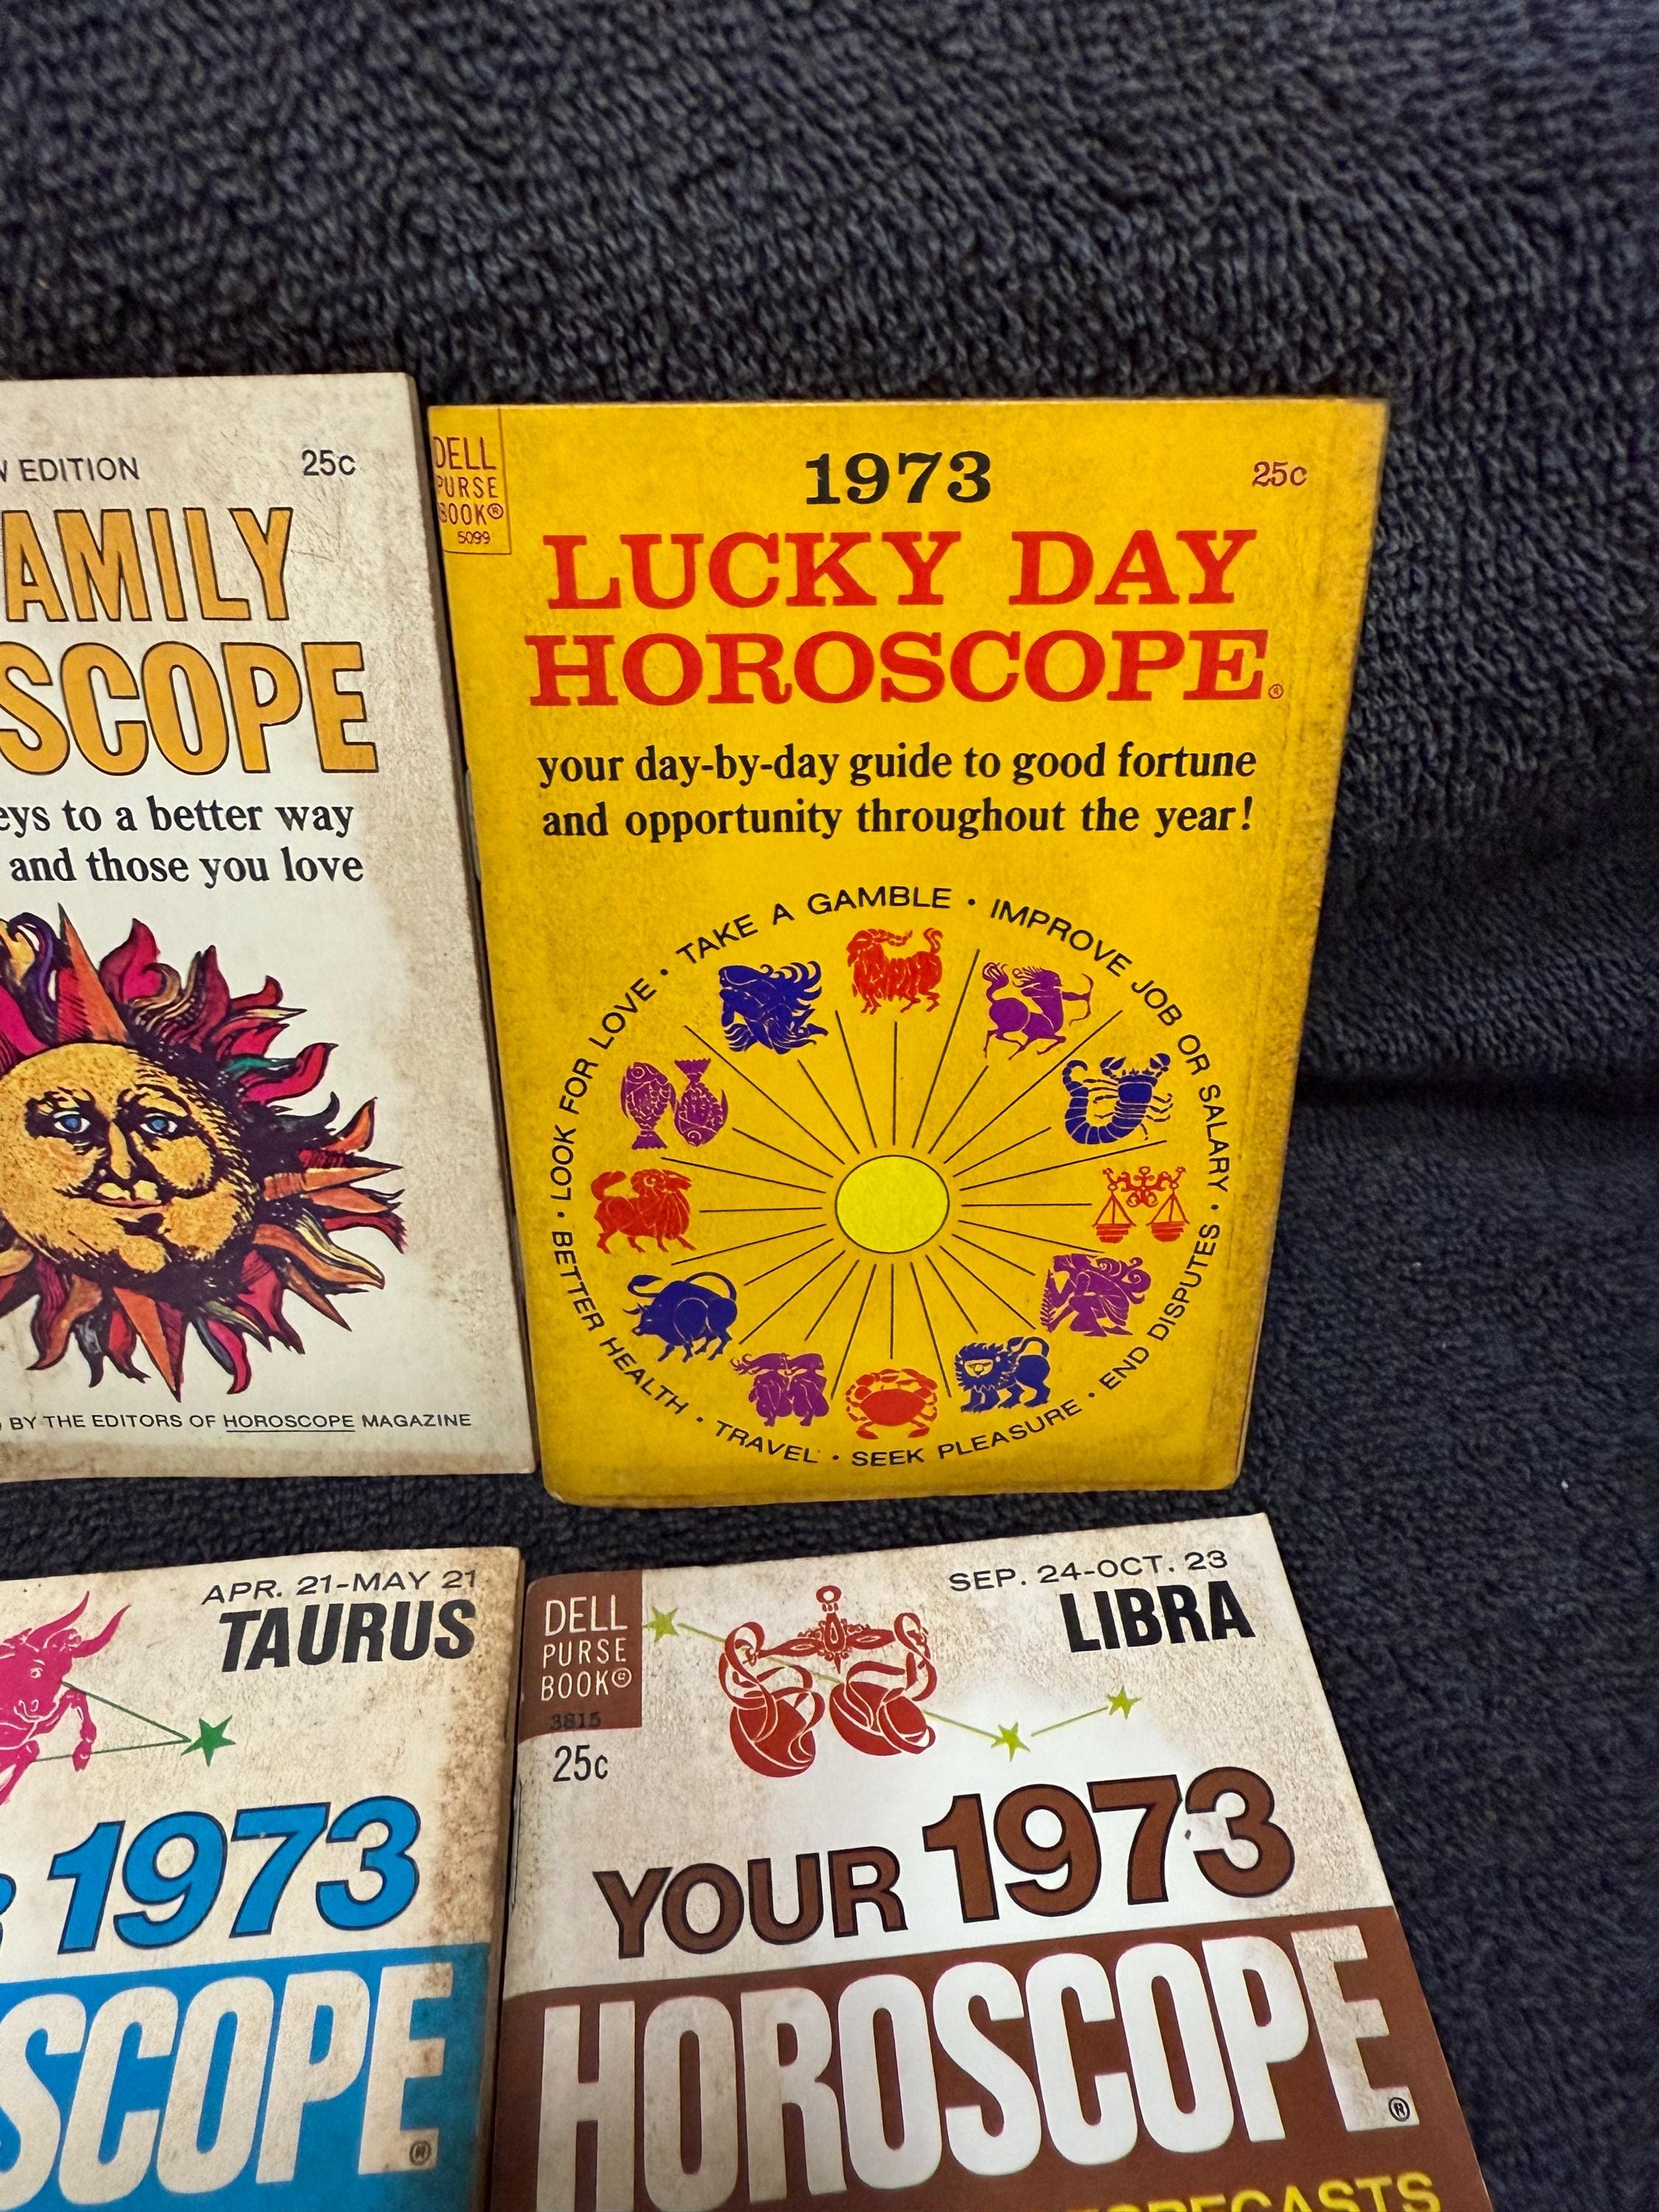 EDITION
25c
AMILY
SCOPE
to a better way
and those you love
BY THE EDITORS OF HOROSCOPE MAGAZINE
DELL
PURSE
BOOK®
5099
1973
25c
LUCKY DAY
HOROSCOPE®
your day-by-day guide to good fortune
and opportunity throughout the year!
TAKE A GAMBLE • IMPROVE JOB OR SALARY • END DISPUTES • SEEK PLEASURE • TRAVEL • BETTER HEALTH • LOOK FOR LOVE •
APR. 21-MAY 21
TAURUS
1973
SCOPE®
DELL
PURSE
BOOK©
3815
25c
SEP. 24-OCT. 23
LIBRA
YOUR 1973
HOROSCOPE®